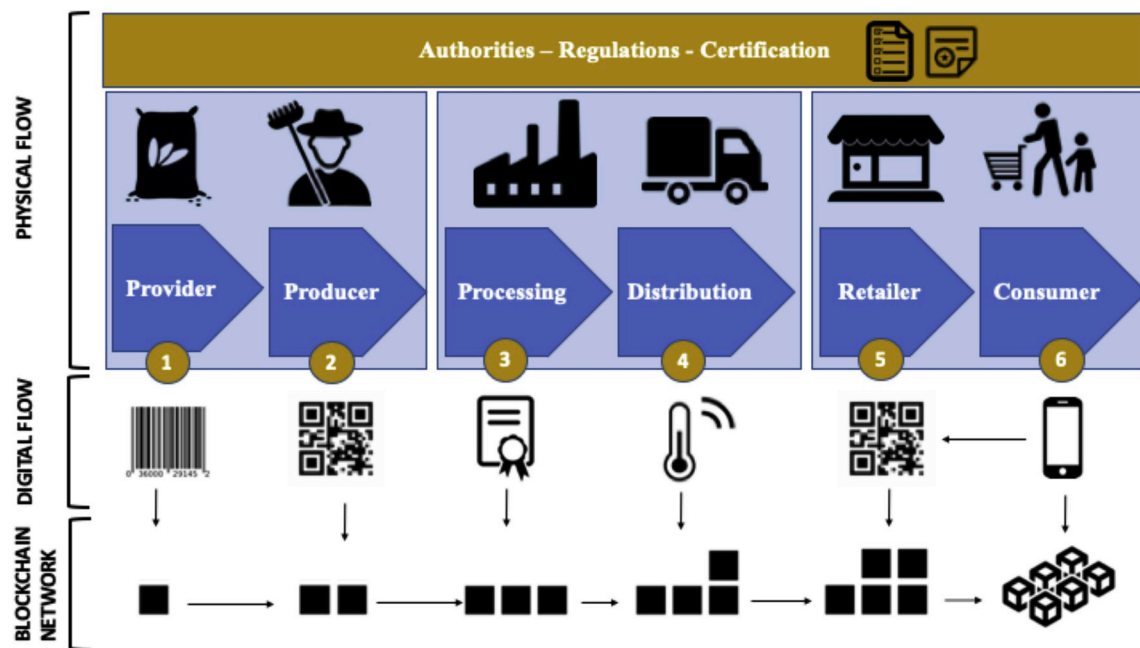 Authorities – Regulations - Certification
PHYSICAL FLOW
Provider
Producer
Processing
Distribution
Retailer
Consumer
1
2
3
4
5
6
DIGITAL FLOW
0 36000 29145 2
BLOCKCHAIN
NETWORK